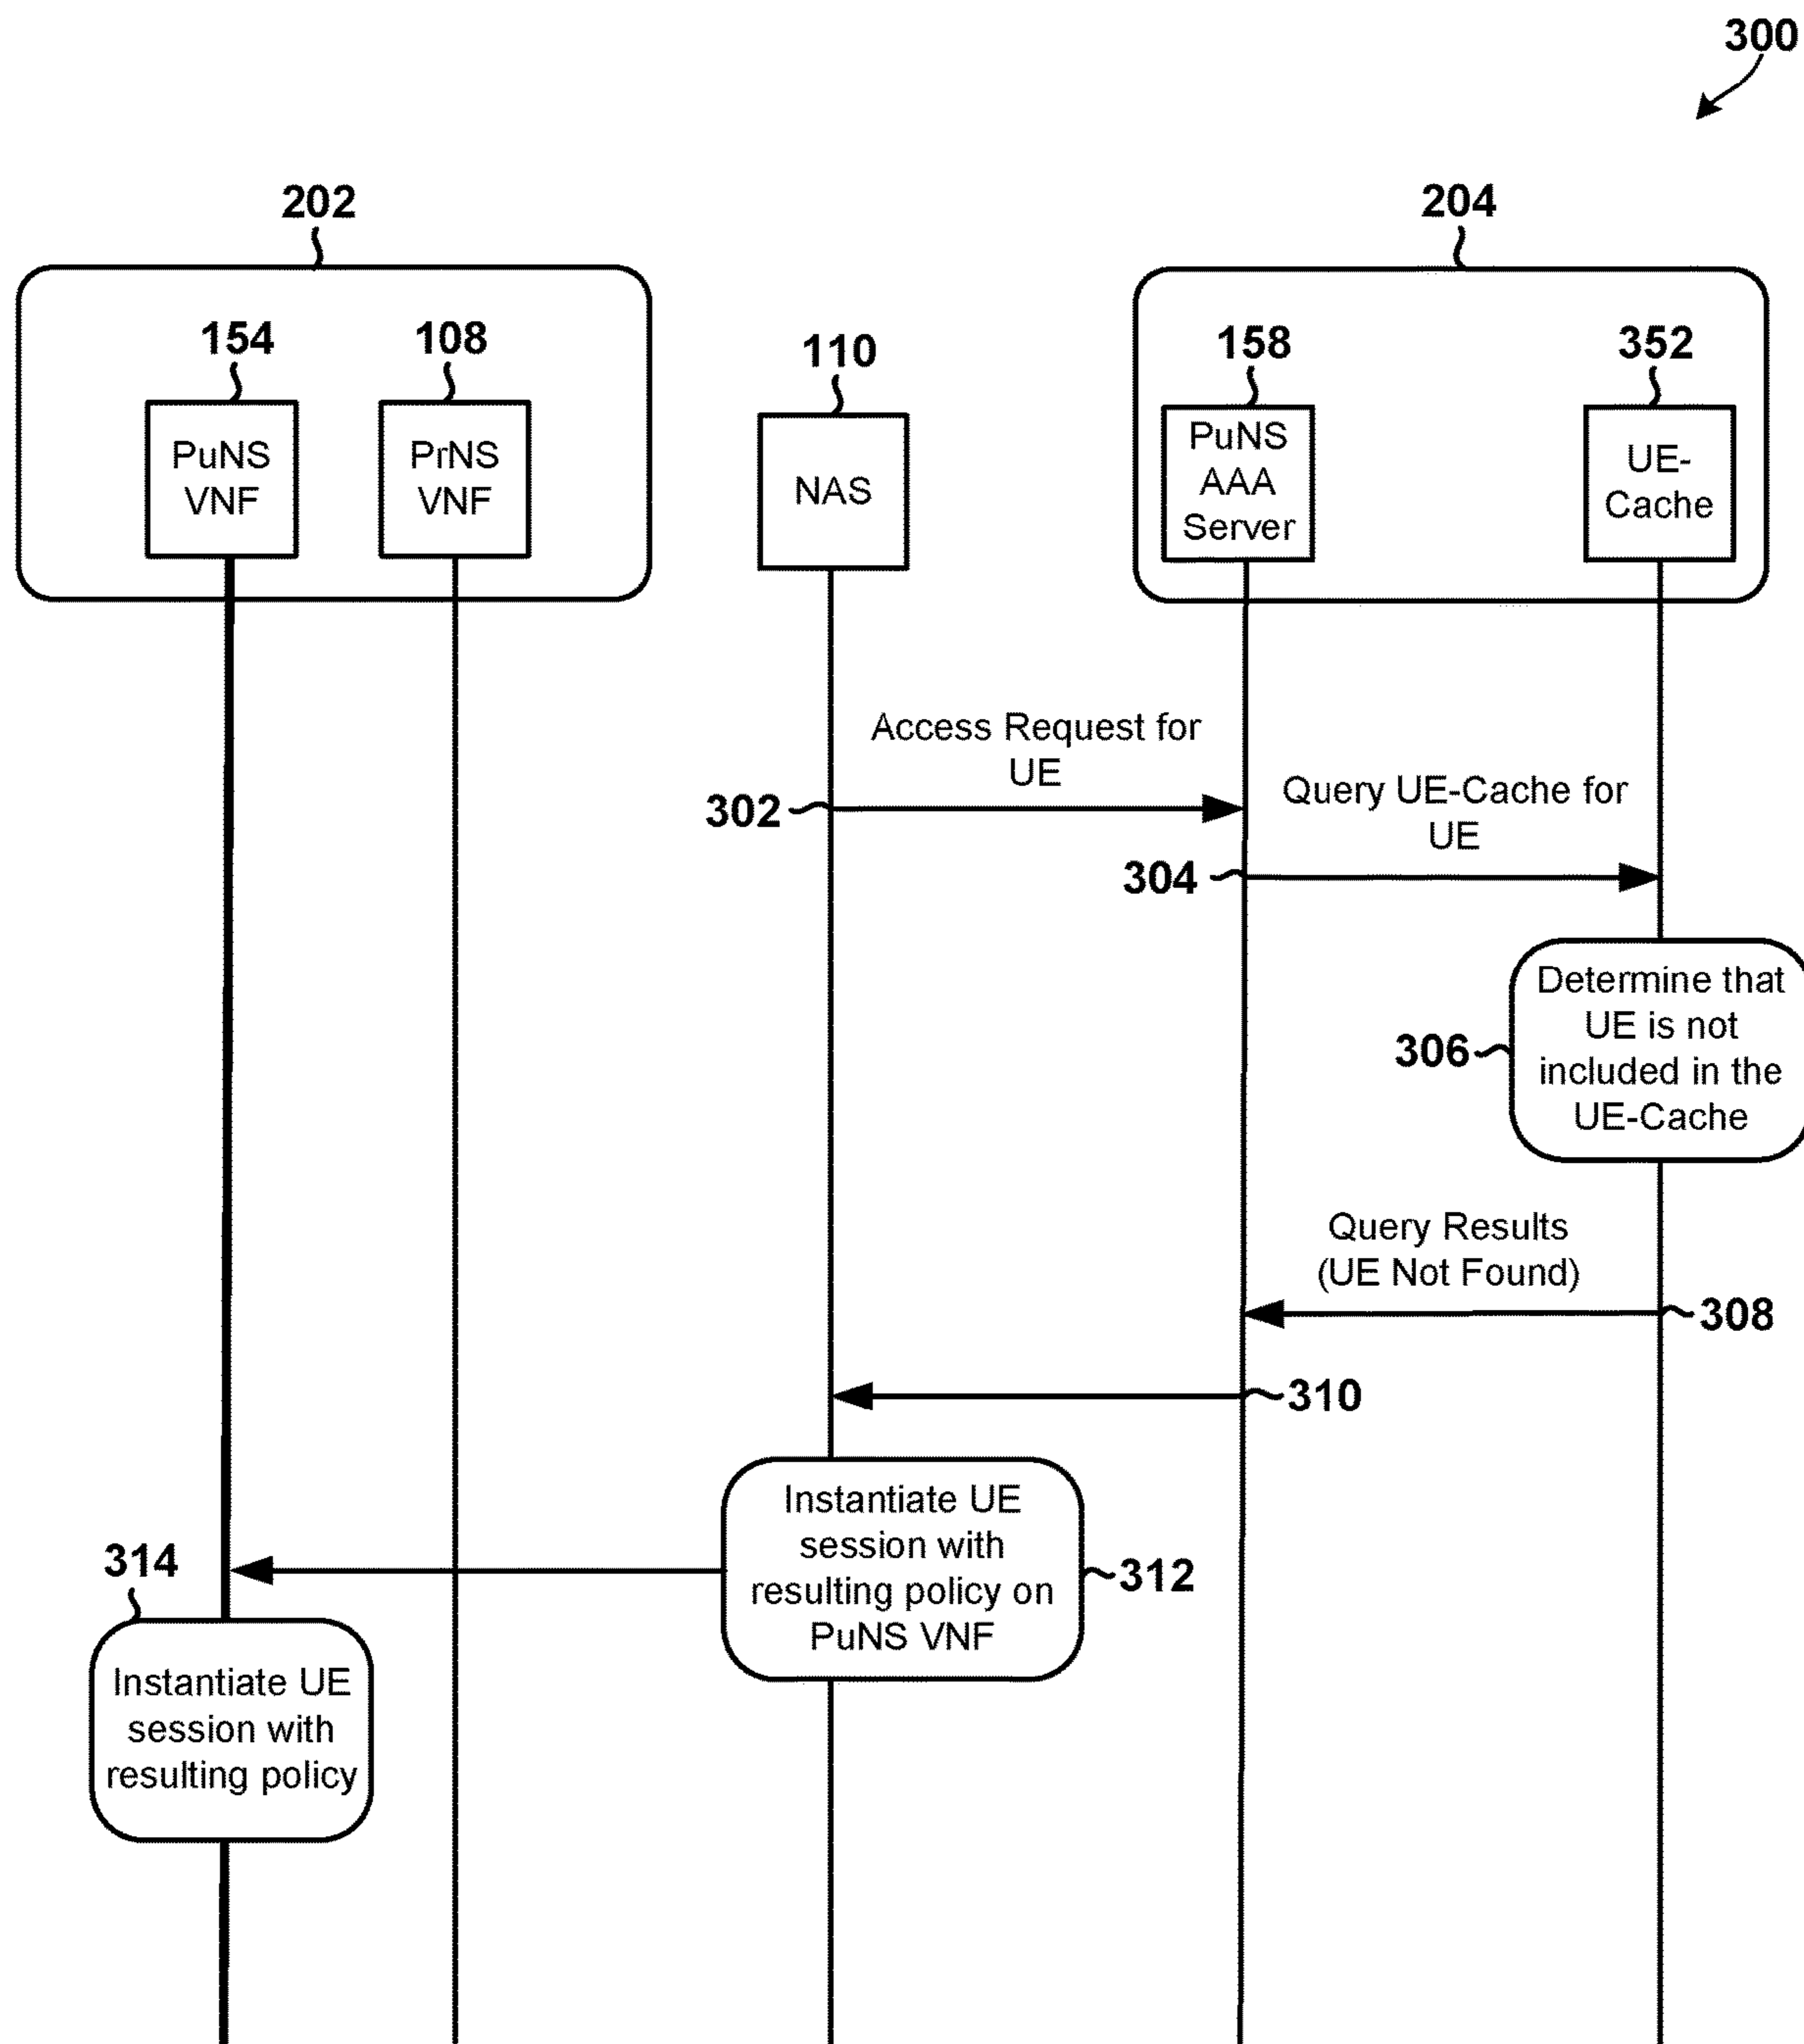 300
202
204
154
108
110
158
352
PuNS
VNF
PrNS
VNF
NAS
PuNS
AAA
Server
UE-
Cache
Access Request for
UE
302
Query UE-Cache for
UE
304
Determine that
UE is not
included in the
UE-Cache
306
Query Results
(UE Not Found)
308
310
Instantiate UE
session with
resulting policy on
PuNS VNF
312
314
Instantiate UE
session with
resulting policy